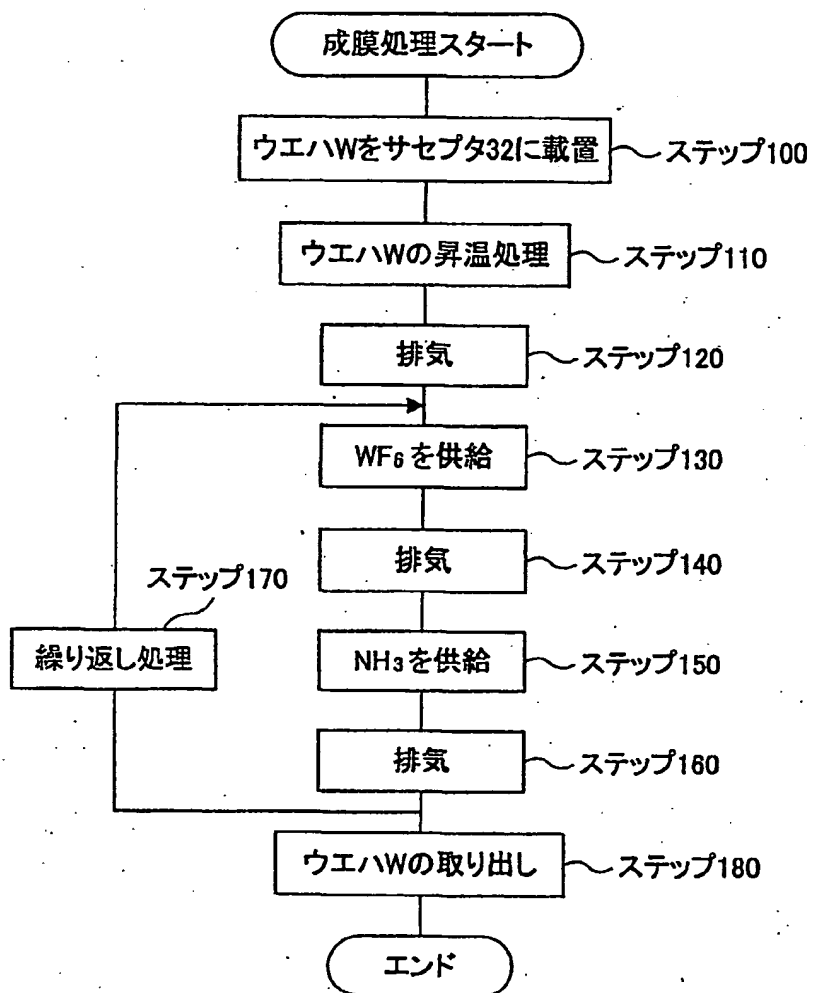 成膜処理スタート
ウエハWをサセプタ32に載置
ステップ100
ウエハWの昇温処理
ステップ110
排気
ステップ120
WF₆を供給
ステップ130
排気
ステップ140
ステップ170
繰り返し処理
NH₃を供給
ステップ150
排気
ステップ160
ウエハWの取り出し
ステップ180
エンド